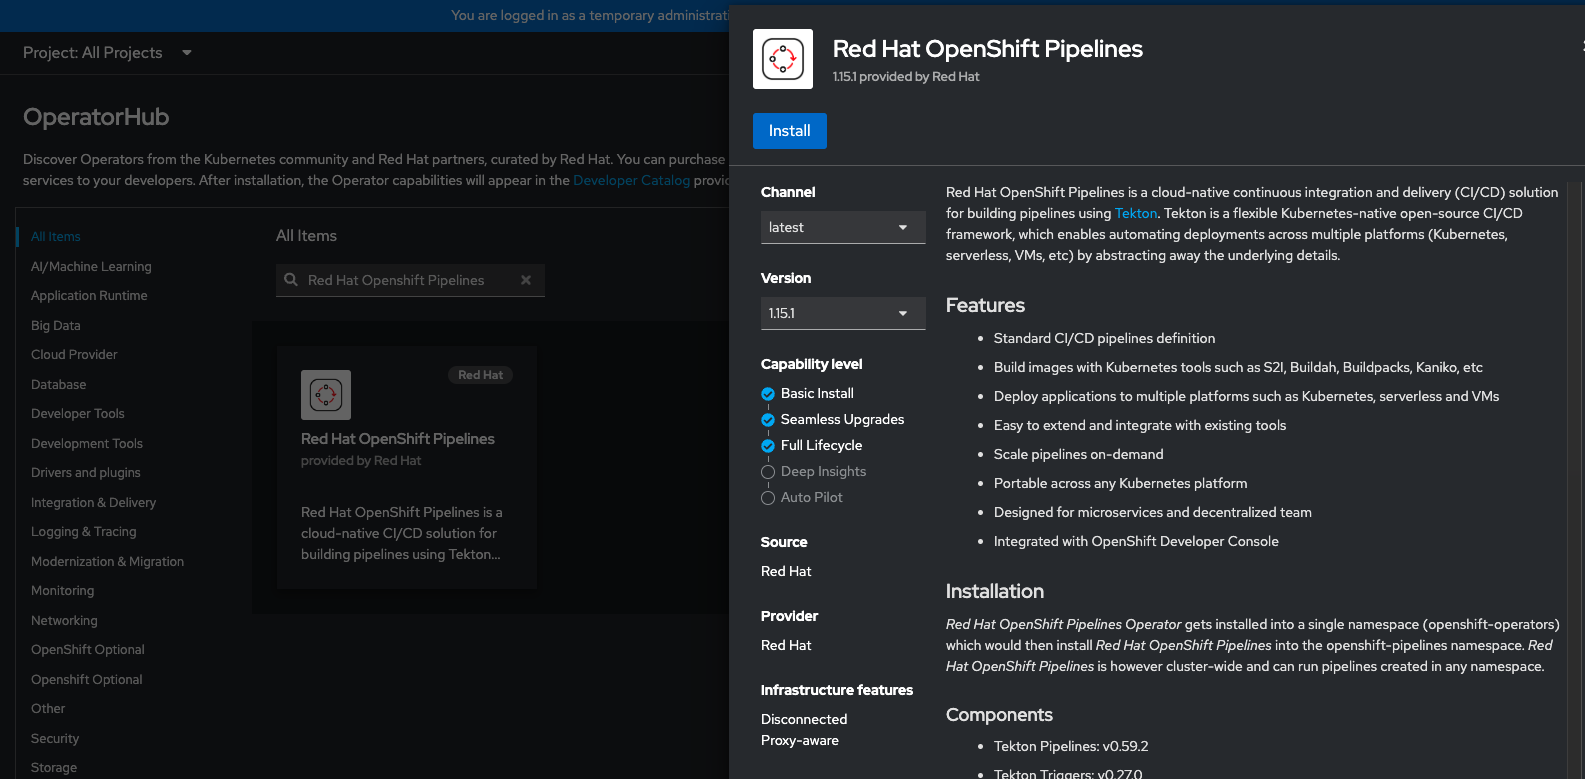 You are logged in as a temporary administrati
Project: All Projects
OperatorHub
Discover Operators from the Kubernetes community and Red Hat partners, curated by Red Hat. You can purchase
services to your developers. After installation, the Operator capabilities will appear in the Developer Catalog provid
All Items
AI/Machine Learning
Application Runtime
Big Data
Cloud Provider
Database
Developer Tools
Development Tools
Drivers and plugins
Integration & Delivery
Logging & Tracing
Modernization & Migration
Monitoring
Networking
OpenShift Optional
Openshift Optional
Other
Security
Storage
All Items
Red Hat Openshift Pipelines
Red Hat
Red Hat OpenShift Pipelines
provided by Red Hat
Red Hat OpenShift Pipelines is a
cloud-native CI/CD solution for
building pipelines using Tekton...
Red Hat OpenShift Pipelines
1.15.1 provided by Red Hat
Install
Channel
latest
Version
1.15.1
Capability level
Basic Install
Seamless Upgrades
Full Lifecycle
Deep Insights
Auto Pilot
Source
Red Hat
Provider
Red Hat
Infrastructure features
Disconnected
Proxy-aware
Red Hat OpenShift Pipelines is a cloud-native continuous integration and delivery (CI/CD) solution
for building pipelines using Tekton. Tekton is a flexible Kubernetes-native open-source CI/CD
framework, which enables automating deployments across multiple platforms (Kubernetes,
serverless, VMs, etc) by abstracting away the underlying details.
Features
Standard CI/CD pipelines definition
Build images with Kubernetes tools such as S2I, Buildah, Buildpacks, Kaniko, etc
Deploy applications to multiple platforms such as Kubernetes, serverless and VMs
Easy to extend and integrate with existing tools
Scale pipelines on-demand
Portable across any Kubernetes platform
Designed for microservices and decentralized team
Integrated with OpenShift Developer Console
Installation
Red Hat OpenShift Pipelines Operator gets installed into a single namespace (openshift-operators)
which would then install Red Hat OpenShift Pipelines into the openshift-pipelines namespace. Red
Hat OpenShift Pipelines is however cluster-wide and can run pipelines created in any namespace.
Components
Tekton Pipelines: v0.59.2
Tekton Triggers: v0.27.0